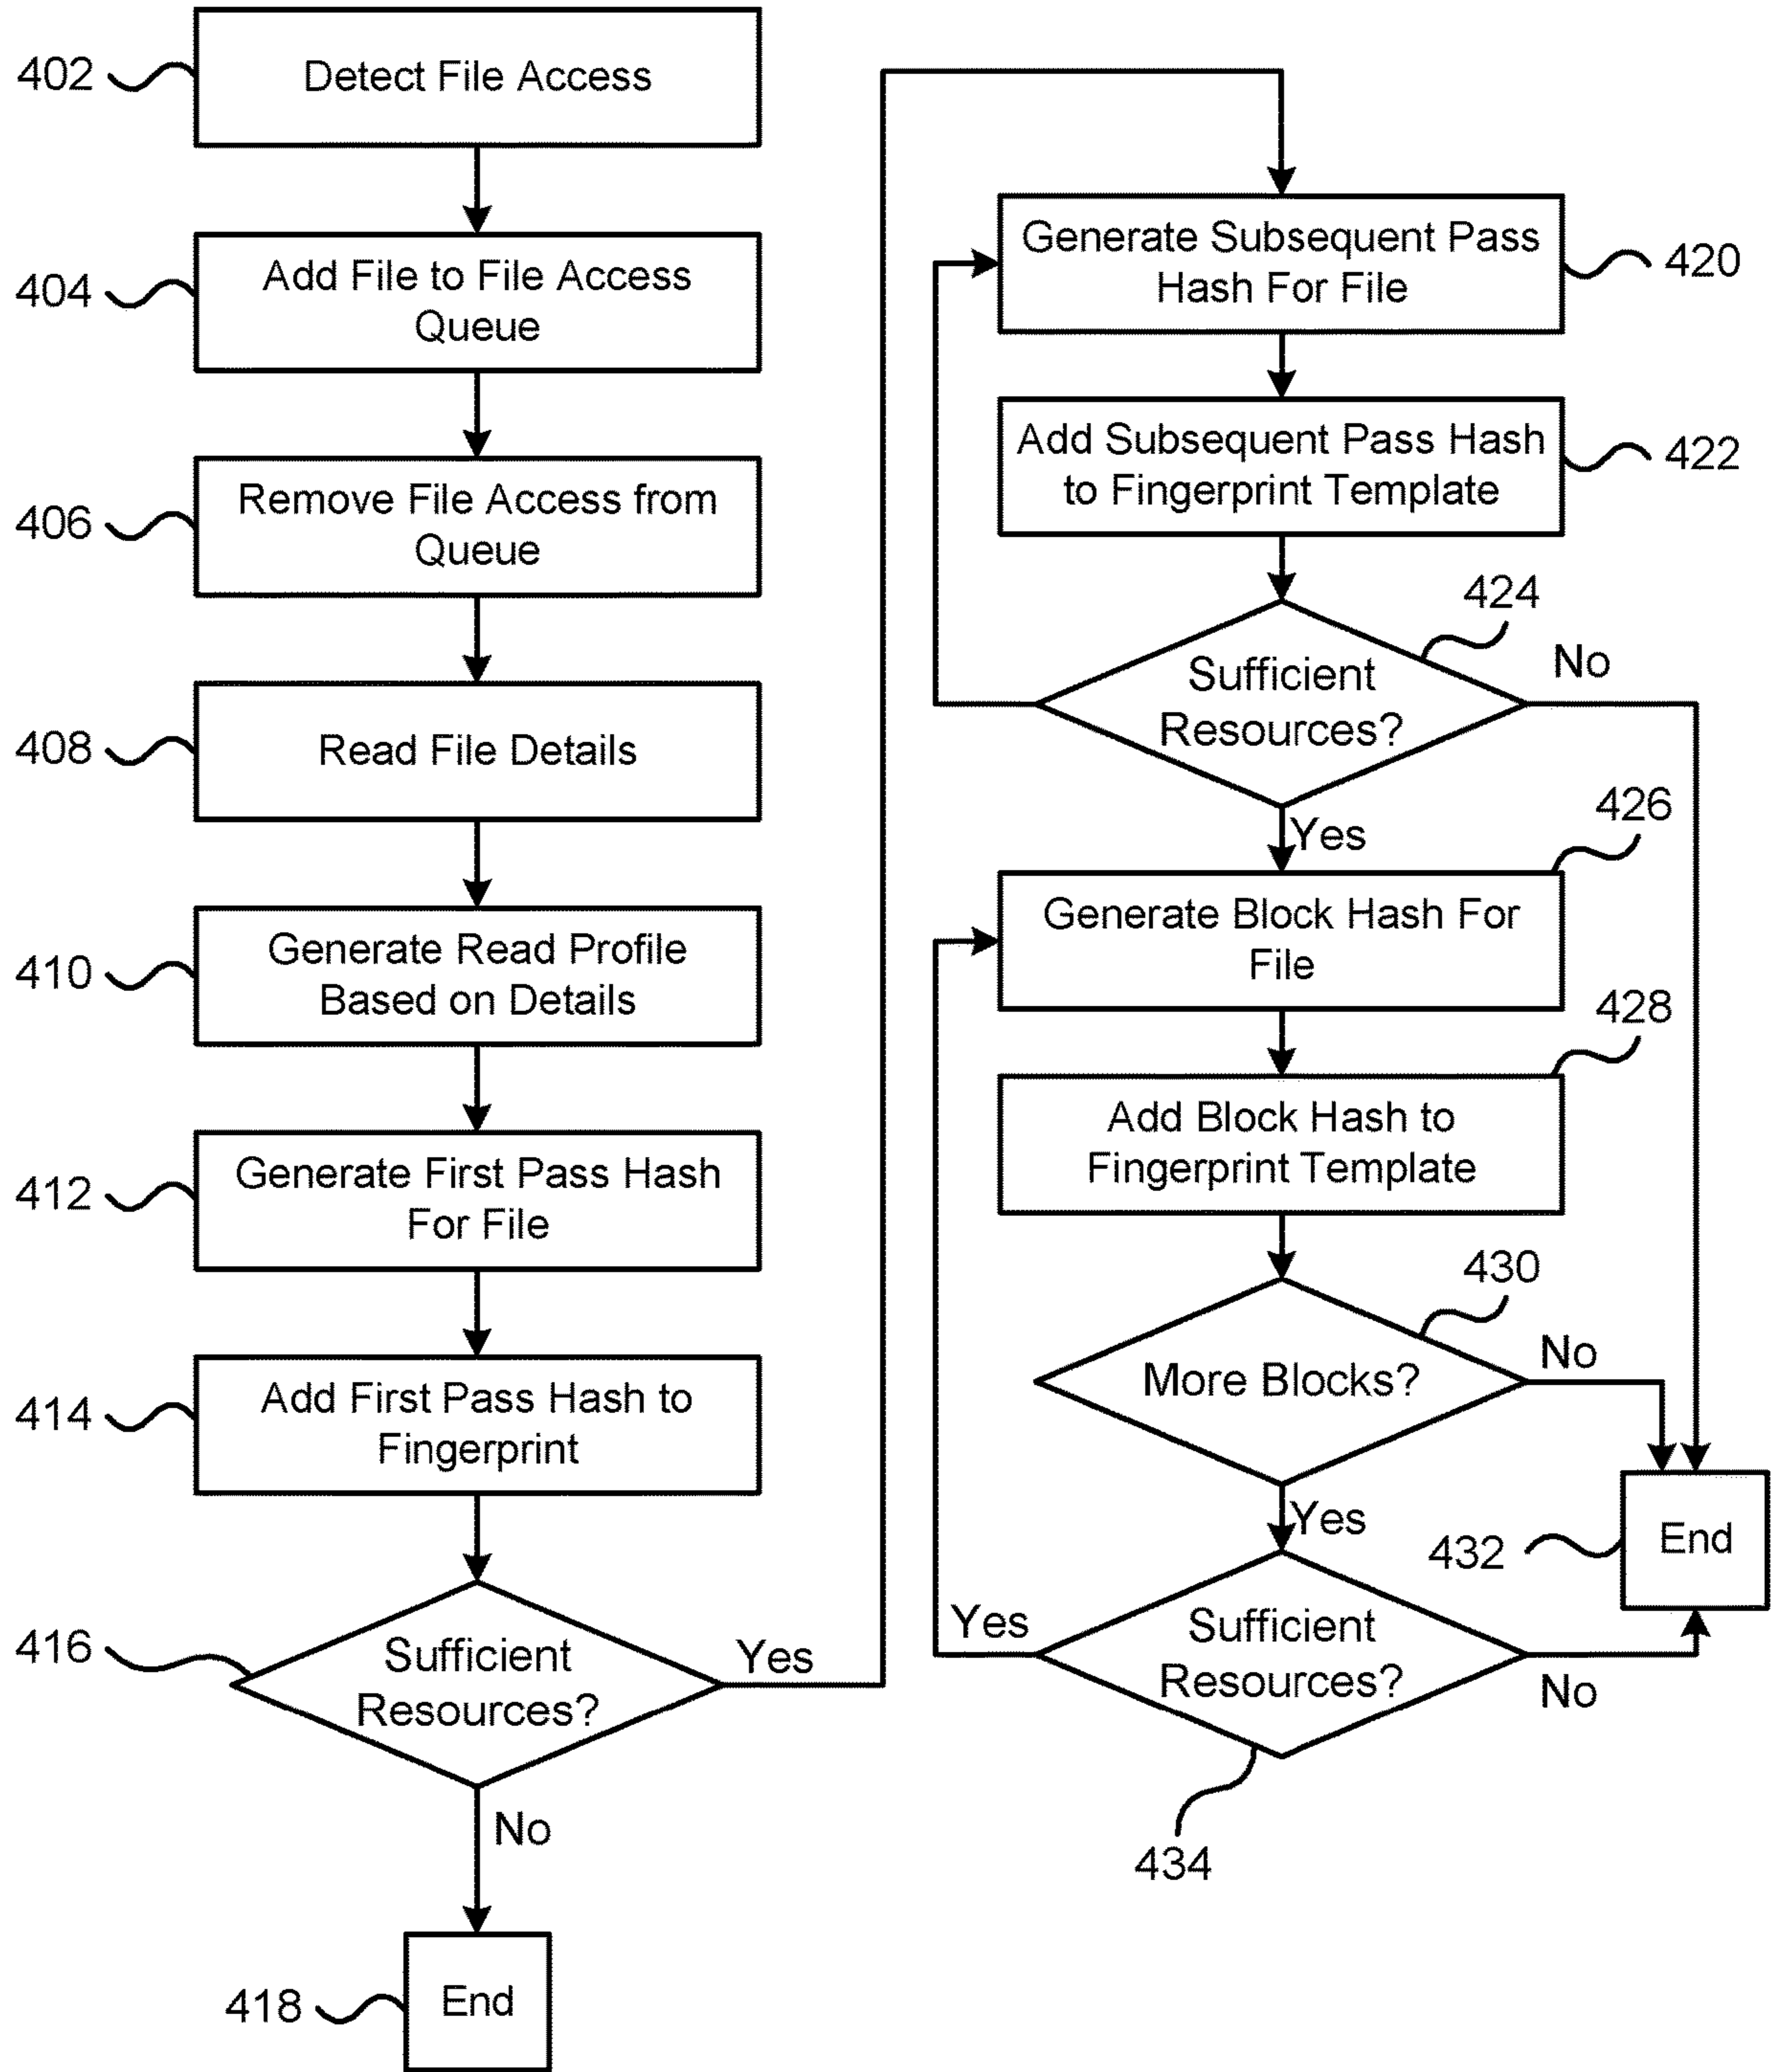 402
Detect File Access
404
Add File to File Access
Queue
406
Remove File Access from
Queue
408
Read File Details
410
Generate Read Profile
Based on Details
412
Generate First Pass Hash
For File
414
Add First Pass Hash to
Fingerprint
416
Sufficient
Resources?
Yes
No
418
End
Generate Subsequent Pass
Hash For File
420
Add Subsequent Pass Hash
to Fingerprint Template
422
424
Sufficient
Resources?
No
Yes
426
Generate Block Hash For
File
428
Add Block Hash to
Fingerprint Template
430
More Blocks?
No
Yes
432
End
Yes
Sufficient
Resources?
No
434